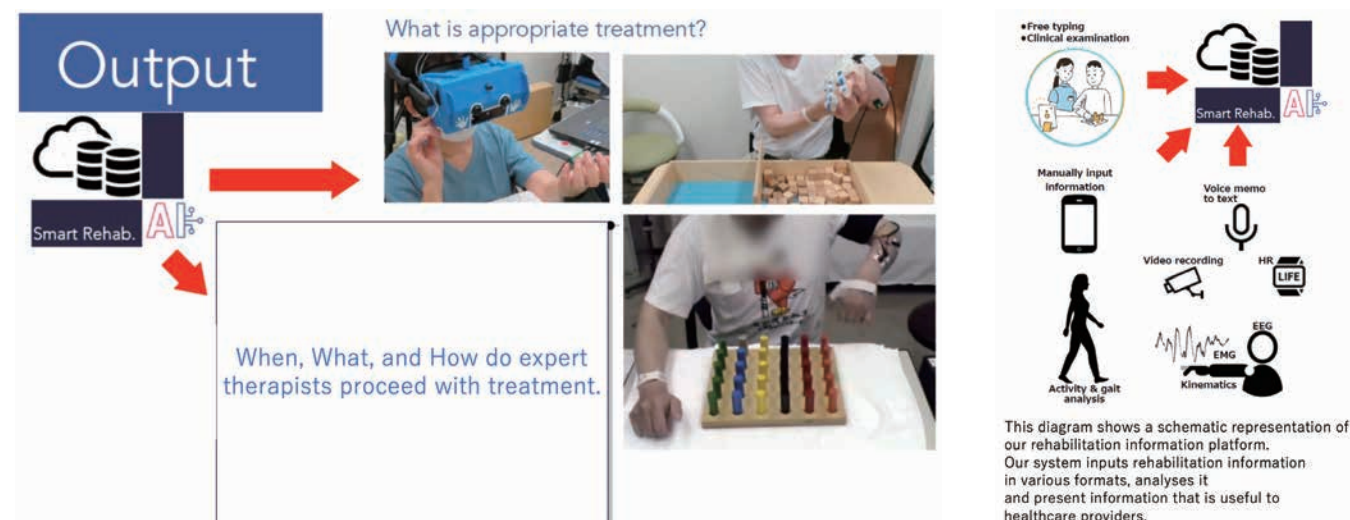 Output
What is appropriate treatment?
Smart Rehab.
AI
When, What, and How do expert
therapists proceed with treatment.
•Free typing
•Clinical examination
Smart Rehab.
AI
Manually input
information
Voice memo
to text
Video recording
HR
LIFE
EEG
EMG
Kinematics
Activity & gait
analysis
This diagram shows a schematic representation of
our rehabilitation information platform.
Our system inputs rehabilitation information
in various formats, analyses it
and present information that is useful to
healthcare providers.